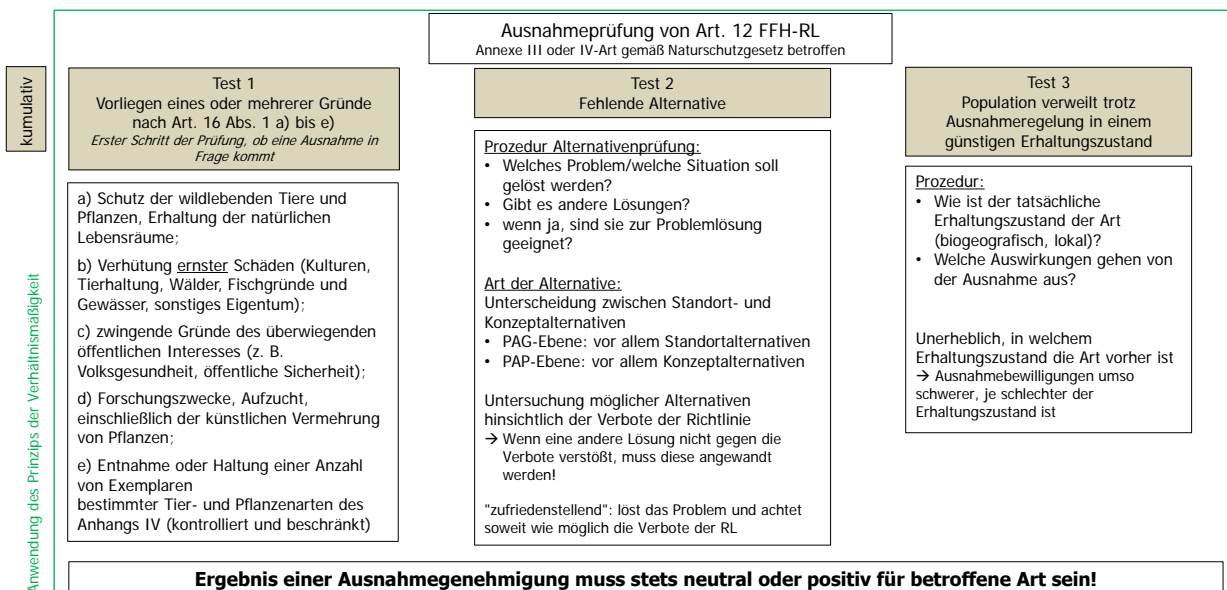 Ausnahmeprüfung von Art. 12 FFH-RL
Annexe III oder IV-Art gemäß Naturschutzgesetz betroffen
kumulativ
Test 1
Vorliegen eines oder mehrerer Gründe
nach Art. 16 Abs. 1 a) bis e)
Erster Schritt der Prüfung, ob eine Ausnahme in
Frage kommt
a) Schutz der wildlebenden Tiere und
Pflanzen, Erhaltung der natürlichen
Lebensräume;
b) Verhütung ernster Schäden (Kulturen,
Tierhaltung, Wälder, Fischgründe und
Gewässer, sonstiges Eigentum);
c) zwingende Gründe des überwiegenden
öffentlichen Interesses (z. B.
Volksgesundheit, öffentliche Sicherheit);
d) Forschungszwecke, Aufzucht,
einschließlich der künstlichen Vermehrung
von Pflanzen;
e) Entnahme oder Haltung einer Anzahl
von Exemplaren
bestimmter Tier- und Pflanzenarten des
Anhangs IV (kontrolliert und beschränkt)
Test 2
Fehlende Alternative
Prozedur Alternativenprüfung:
• Welches Problem/welche Situation soll
gelöst werden?
• Gibt es andere Lösungen?
• wenn ja, sind sie zur Problemlösung
geeignet?
Art der Alternative:
Unterscheidung zwischen Standort- und
Konzeptalternativen
• PAG-Ebene: vor allem Standortalternativen
• PAP-Ebene: vor allem Konzeptalternativen
Untersuchung möglicher Alternativen
hinsichtlich der Verbote der Richtlinie
→ Wenn eine andere Lösung nicht gegen die
Verbote verstößt, muss diese angewandt
werden!
"zufriedenstellend": löst das Problem und achtet
soweit wie möglich die Verbote der RL
Test 3
Population verweilt trotz
Ausnahmeregelung in einem
günstigen Erhaltungszustand
Prozedur:
• Wie ist der tatsächliche
Erhaltungszustand der Art
(biogeografisch, lokal)?
• Welche Auswirkungen gehen von
der Ausnahme aus?
Unerheblich, in welchem
Erhaltungszustand die Art vorher ist
→ Ausnahmebewilligungen umso
schwerer, je schlechter der
Erhaltungszustand ist
Anwendung des Prinzips der Verhältnismäßigkeit
Ergebnis einer Ausnahmegenehmigung muss stets neutral oder positiv für betroffene Art sein!